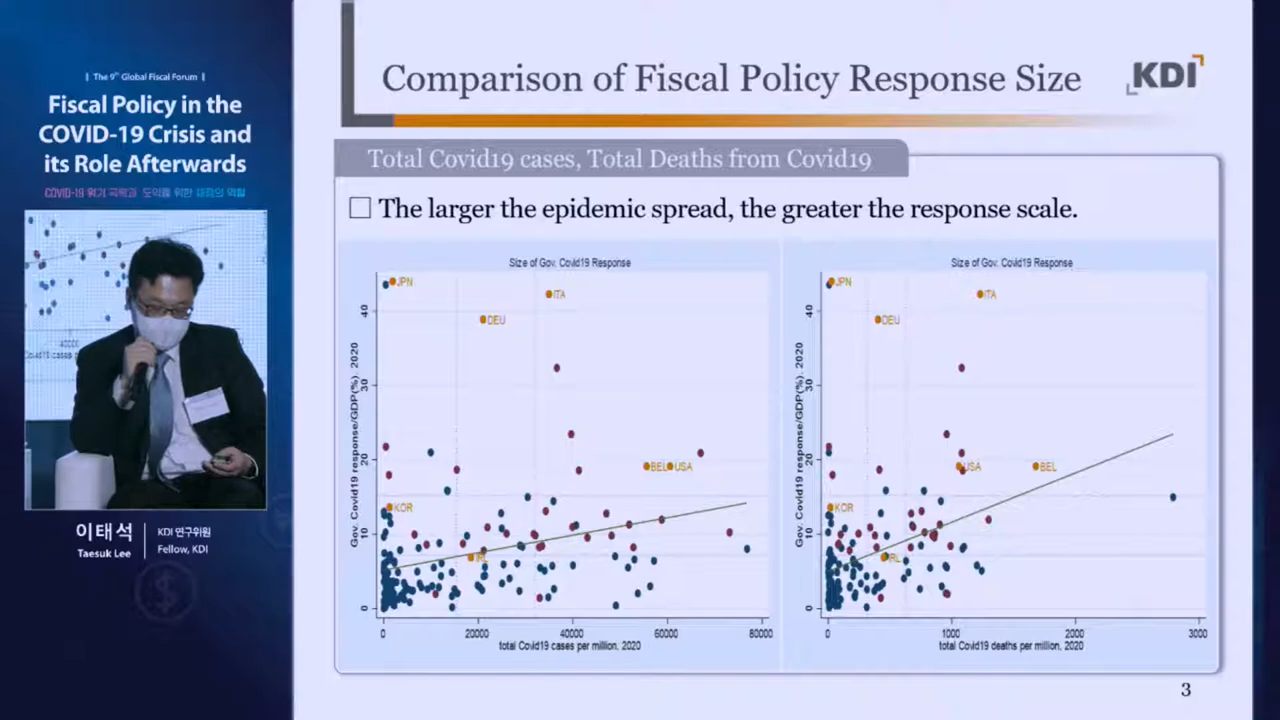 | The 9th Global Fiscal Forum |
Fiscal Policy in the
COVID-19 Crisis and
its Role Afterwards
COVID-19 위기 극복과 도약을 위한 재정의 역할
이태석
Taesuk Lee
KDI 연구위원
Fellow, KDI
Comparison of Fiscal Policy Response Size
KDI
Total Covid19 cases, Total Deaths from Covid19
The larger the epidemic spread, the greater the response scale.
Size of Gov. Covid19 Response
Gov. Covid19 response/GDP(%), 2020
40
30
20
10
0
JPN
ITA
DEU
BEL
USA
KOR
IRL
0
20000
40000
60000
80000
total Covid19 cases per million, 2020
Size of Gov. Covid19 Response
Gov. Covid19 response/GDP(%), 2020
40
30
20
10
0
JPN
ITA
DEU
USA
BEL
KOR
IRL
0
1000
2000
3000
total Covid19 deaths per million, 2020
3